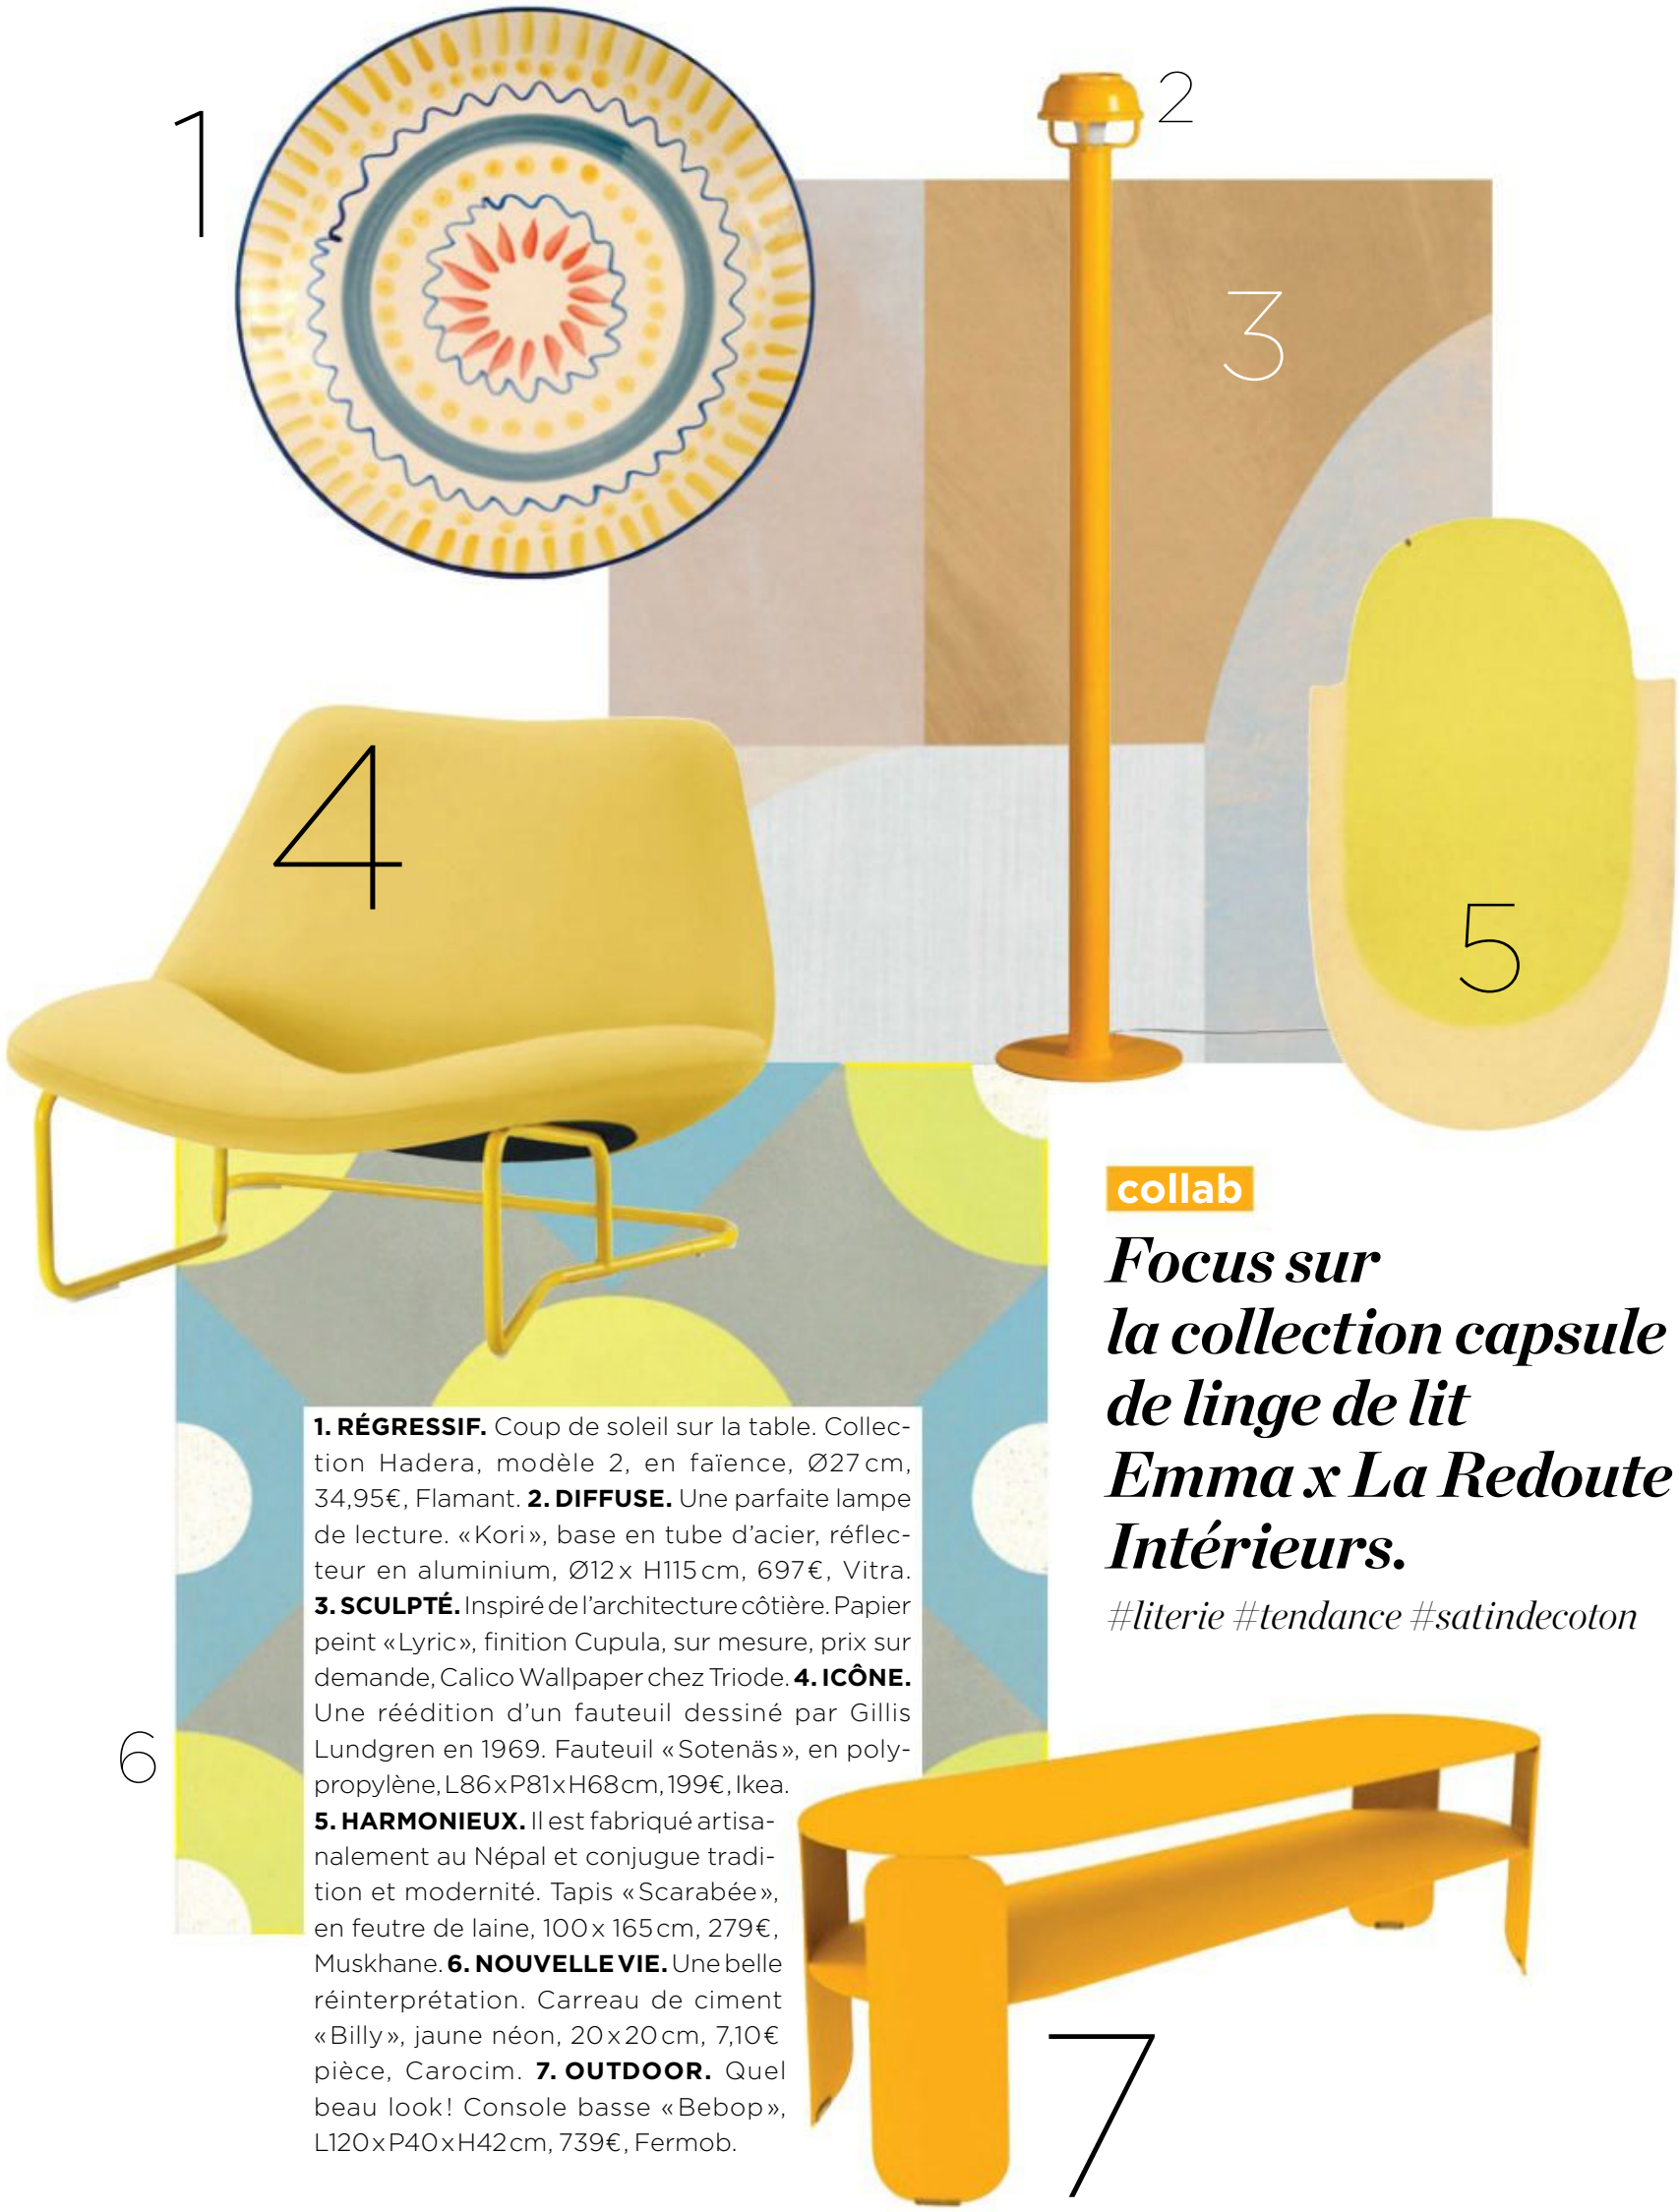 1
2
3
4
5
collab
Focus sur
la collection capsule
de linge de lit
Emma x La Redoute
Intérieurs.
#literie #tendance #satindecoton
1. RÉGRESSIF. Coup de soleil sur la table. Collec-
tion Hadera, modèle 2, en faïence, Ø27 cm,
34,95€, Flamant. 2. DIFFUSE. Une parfaite lampe
de lecture. «Kori», base en tube d’acier, réflec-
teur en aluminium, Ø12 x H115 cm, 697€, Vitra.
3. SCULPTÉ. Inspiré de l’architecture côtière. Papier
peint «Lyric», finition Cupula, sur mesure, prix sur
demande, Calico Wallpaper chez Triode. 4. ICÔNE.
Une réédition d’un fauteuil dessiné par Gillis
Lundgren en 1969. Fauteuil «Sotenäs», en poly-
propylène, L86xP81xH68cm, 199€, Ikea.
5. HARMONIEUX. Il est fabriqué artisa-
nalement au Népal et conjugue tradi-
tion et modernité. Tapis «Scarabée»,
en feutre de laine, 100 x 165 cm, 279€,
Muskhane. 6. NOUVELLE VIE. Une belle
réinterprétation. Carreau de ciment
«Billy», jaune néon, 20 x 20 cm, 7,10€
pièce, Carocim. 7. OUTDOOR. Quel
beau look! Console basse «Bebop»,
L120xP40xH42cm, 739€, Fermob.
6
7